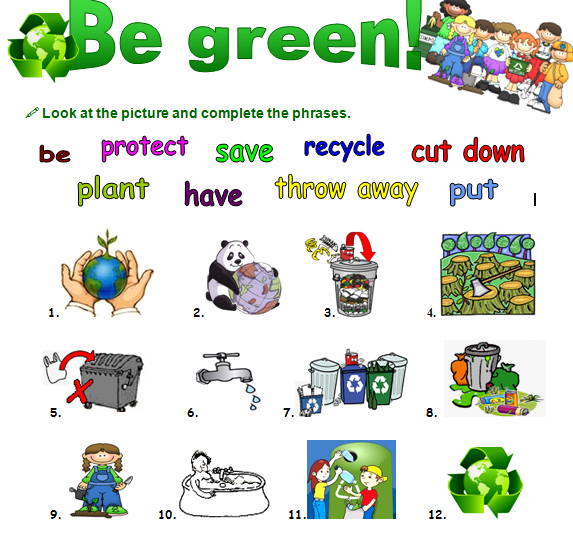 Be green!
Look at the picture and complete the phrases.
be protect save recycle cut down
plant have throw away put
1. 2. 3. 4.
5. 6. 7. 8.
9. 10. 11. 12.